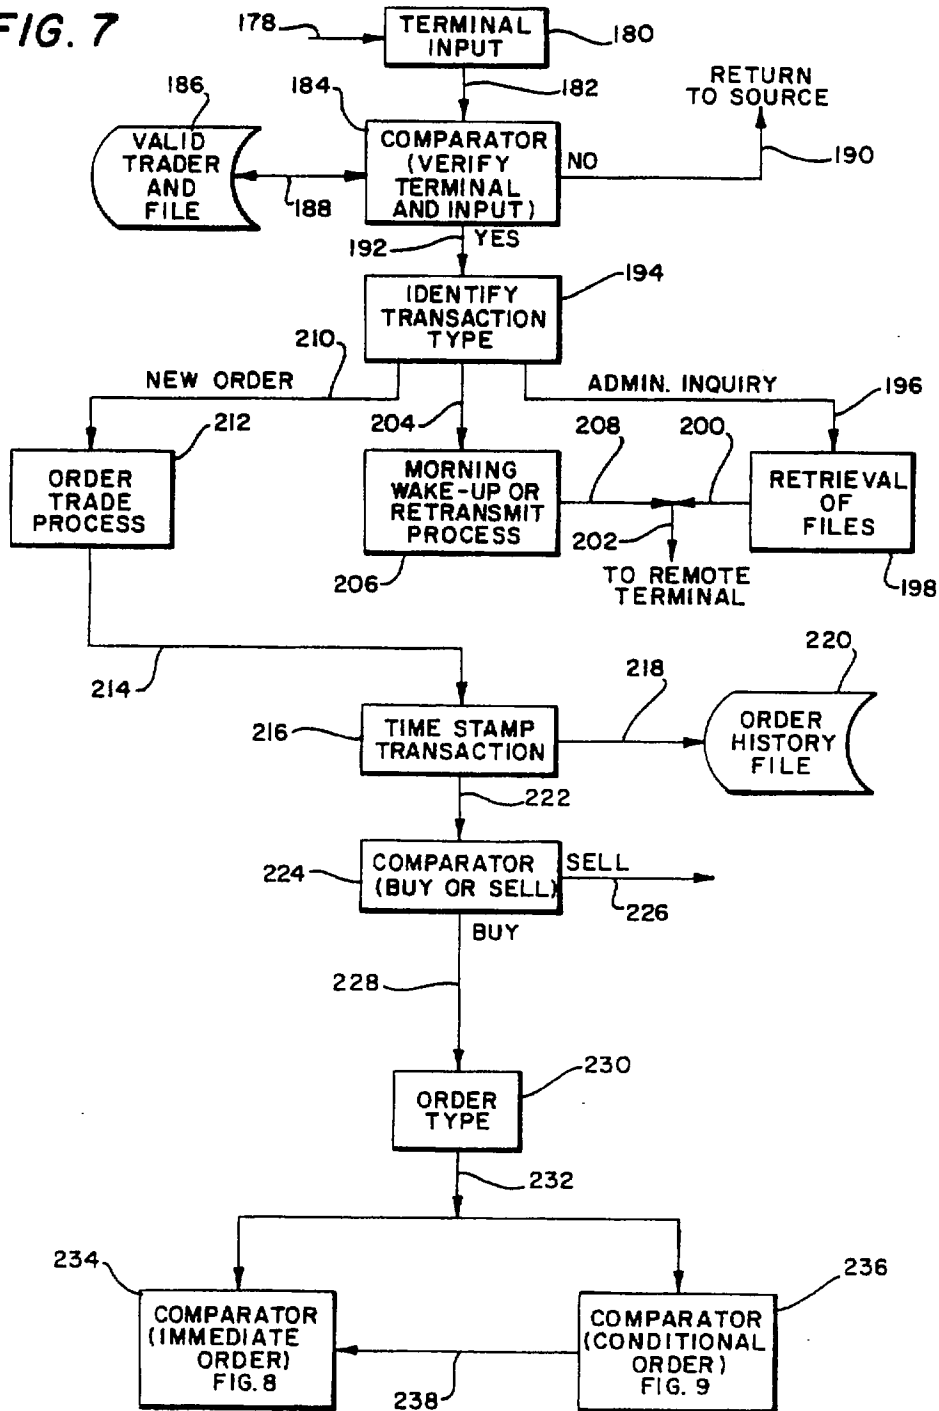 FIG. 7
178
TERMINAL
INPUT
180
182
RETURN
TO SOURCE
186
184
VALID
TRADER
AND
FILE
188
COMPARATOR
(VERIFY
TERMINAL
AND INPUT)
NO
190
192
YES
IDENTIFY
TRANSACTION
TYPE
194
210
NEW ORDER
204
ADMIN. INQUIRY
196
212
ORDER
TRADE
PROCESS
MORNING
WAKE-UP OR
RETRANSMIT
PROCESS
206
208
200
202
TO REMOTE
TERMINAL
RETRIEVAL
OF
FILES
198
214
216
TIME STAMP
TRANSACTION
218
220
ORDER
HISTORY
FILE
222
224
COMPARATOR
(BUY OR SELL)
SELL
226
BUY
228
ORDER
TYPE
230
232
234
COMPARATOR
(IMMEDIATE
ORDER)
FIG. 8
238
COMPARATOR
(CONDITIONAL
ORDER)
FIG. 9
236